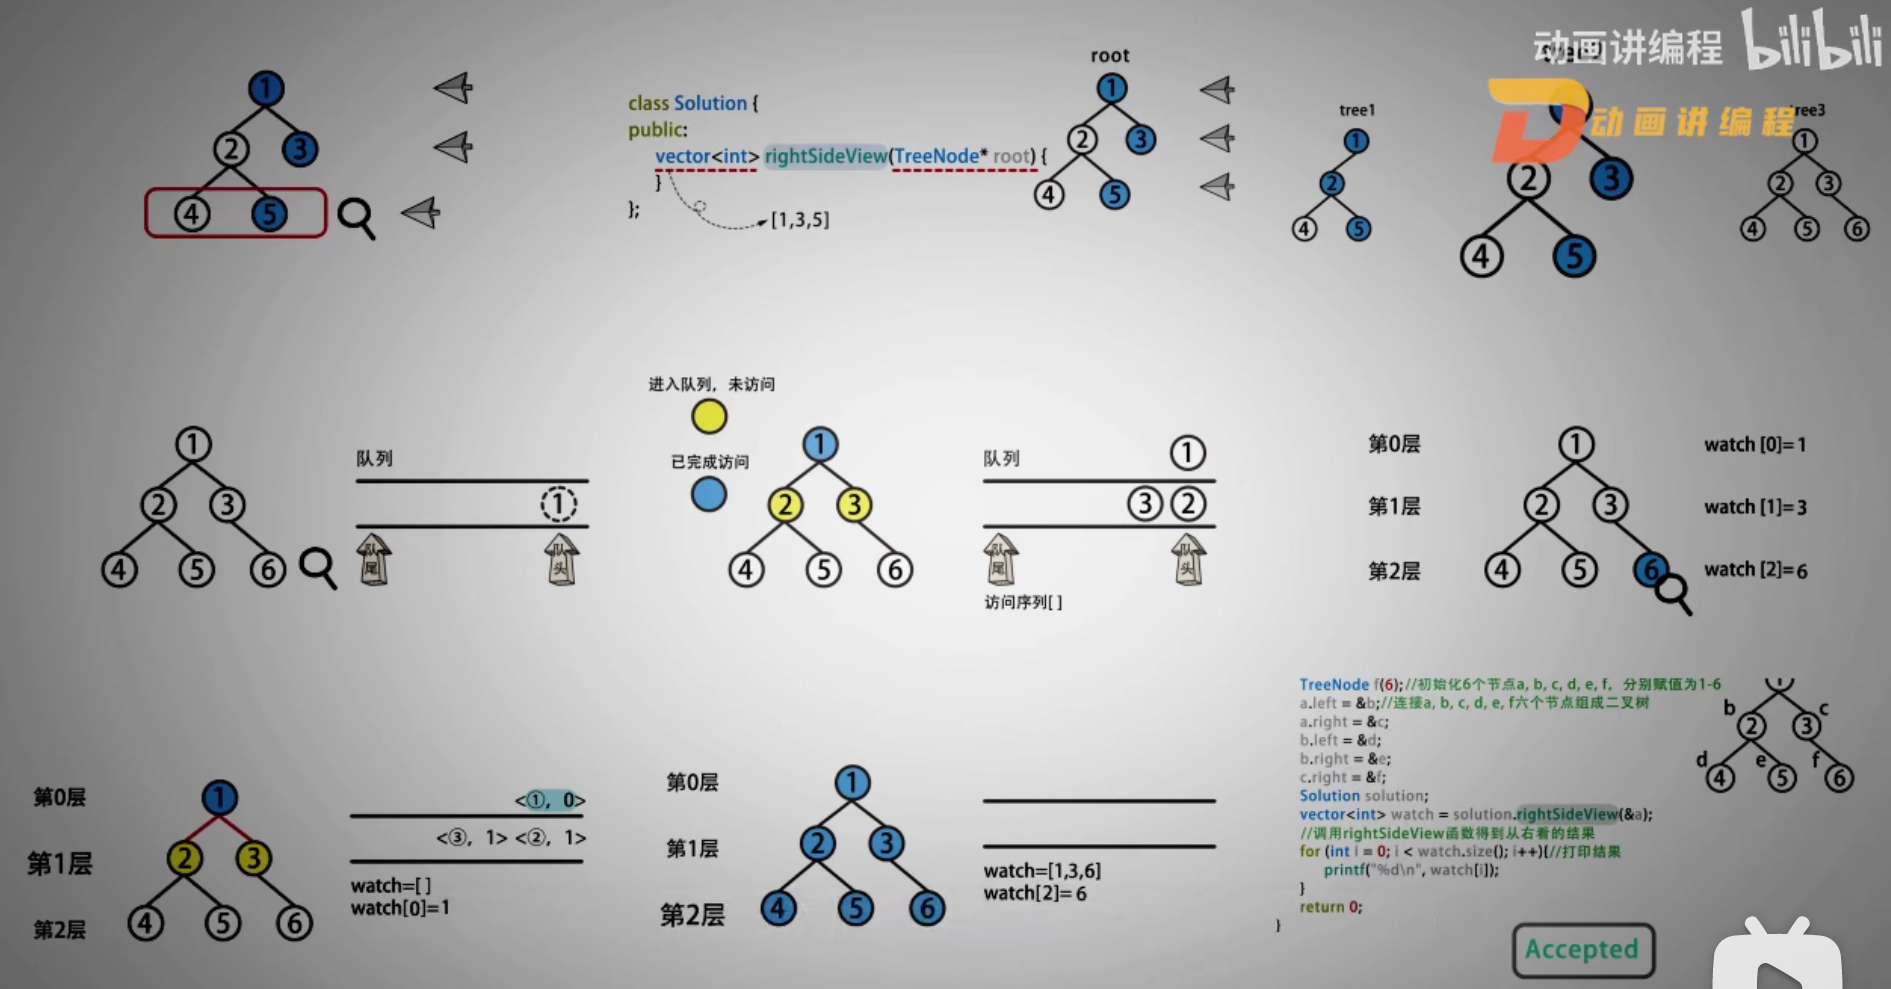 动画讲编程 bilibili
动画讲编程
1
2
3
4
5
class Solution {
public:
vector<int> rightSideView(TreeNode* root) {
}
};
[1,3,5]
root
1
2
3
4
5
tree1
1
2
4
5
2
3
4
5
tree3
1
2
3
4
5
6
1
2
3
4
5
6
队列
1
队尾
队头
进入队列，未访问
已完成访问
1
2
3
4
5
6
队列
1
3 2
队尾
队头
访问序列[ ]
第0层
1
watch [0]= 1
第1层
2
3
watch [1]= 3
第2层
4
5
6
watch [2]= 6
第0层
1
第1层
2
3
第2层
4
5
6
<①, 0>
<③, 1> <②, 1>
watch=[ ]
watch[0]=1
第0层
1
第1层
2
3
第2层
4
5
6
watch=[1,3,6]
watch[2]= 6
TreeNode f(6);//初始化6个节点a, b, c, d, e, f, 分别赋值为1-6
a.left = &b;//连接a, b, c, d, e, f六个节点组成二叉树
a.right = &c;
b.left = &d;
b.right = &e;
c.right = &f;
Solution solution;
vector<int> watch = solution.rightSideView(&a);
//调用rightSideView函数得到从右看的结果
for (int i = 0; i < watch.size(); i++){//打印结果
printf("%d\n", watch[i]);
}
return 0;
}
b
c
2
3
d
e
f
4
5
6
Accepted